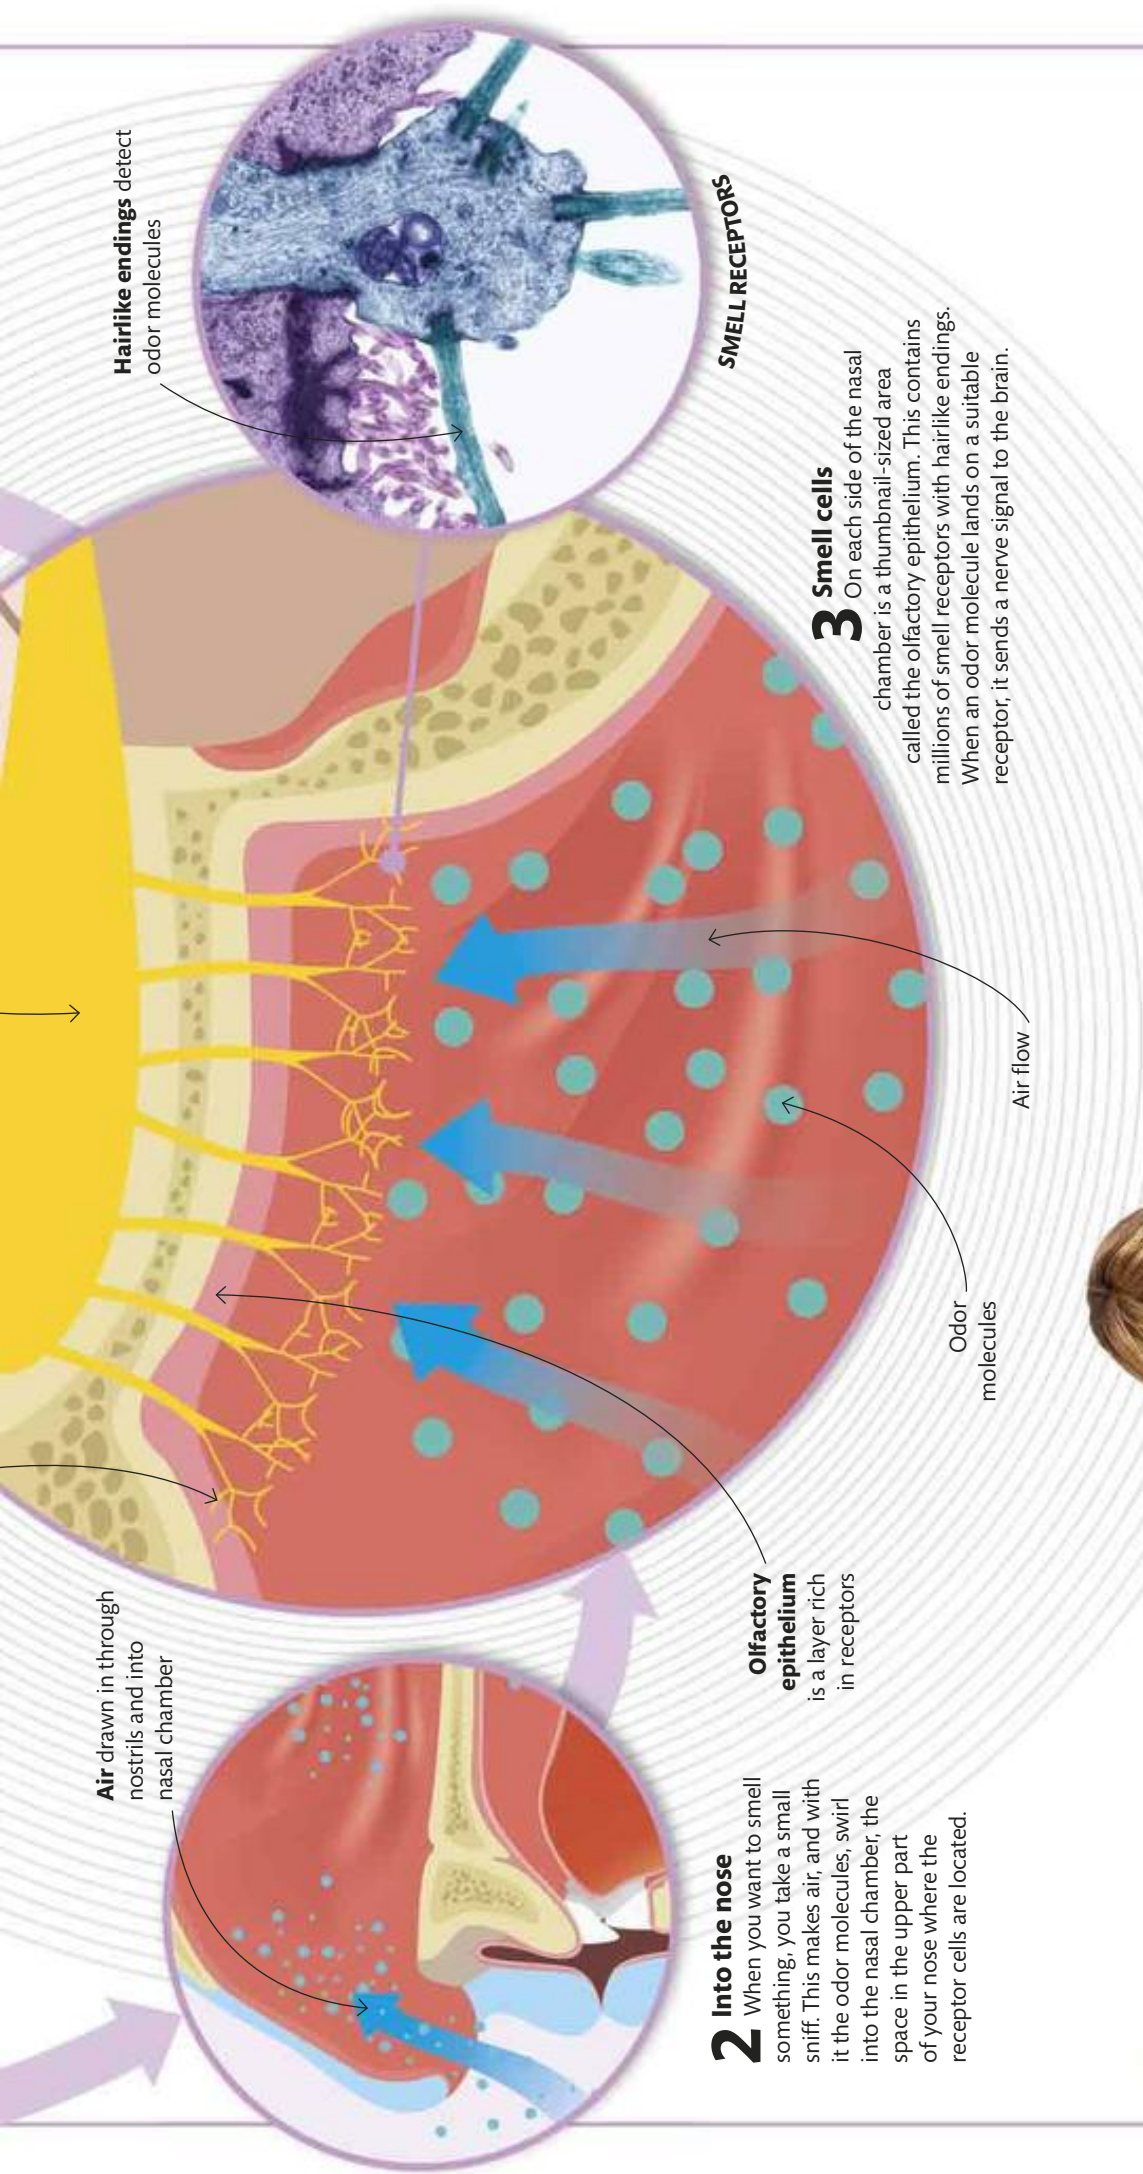 Air drawn in through
nostrils and into
nasal chamber
2 Into the nose
When you want to smell
something, you take a small
sniff. This makes air, and with
it the odor molecules, swirl
into the nasal chamber, the
space in the upper part
of your nose where the
receptor cells are located.
Olfactory
epithelium
is a layer rich
in receptors
Odor
molecules
Air flow
Hairlike endings detect
odor molecules
SMELL RECEPTORS
3 Smell cells
On each side of the nasal
chamber is a thumbnail-sized area
called the olfactory epithelium. This contains
millions of smell receptors with hairlike endings.
When an odor molecule lands on a suitable
receptor, it sends a nerve signal to the brain.